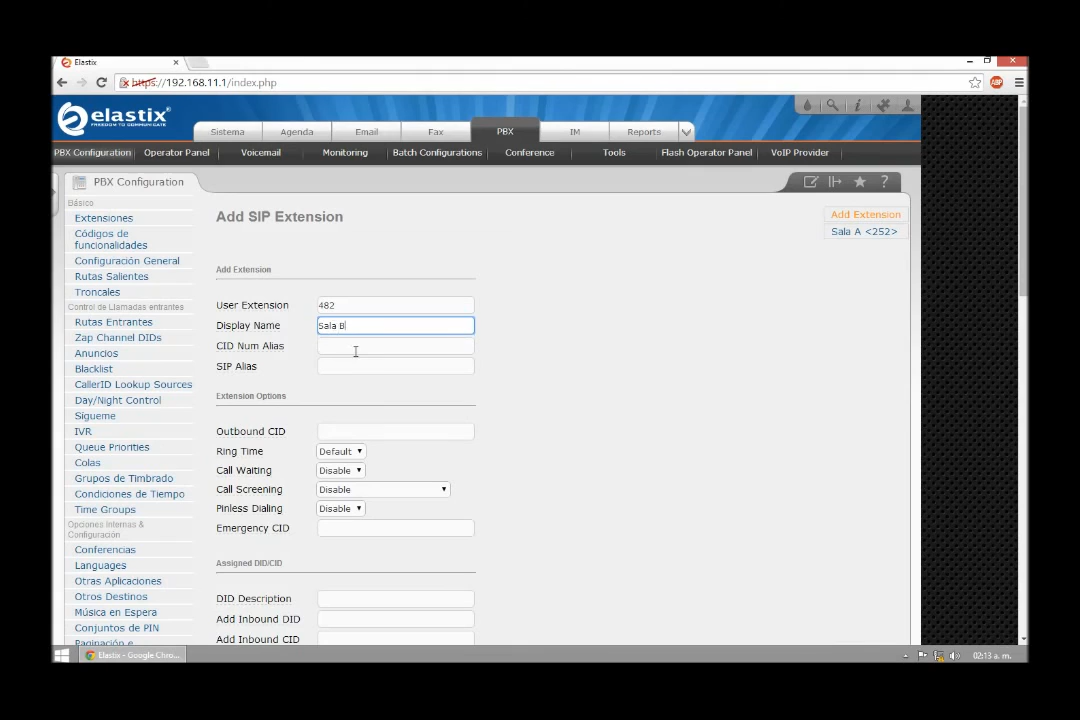 Elastix
https://192.168.11.1/index.php
ABP
elastix®
FREEDOM TO COMMUNICATE
Sistema
Agenda
Email
Fax
PBX
IM
Reports
PBX Configuration
Operator Panel
Voicemail
Monitoring
Batch Configurations
Conference
Tools
Flash Operator Panel
VoIP Provider
PBX Configuration
Básico
Extensiones
Códigos de
funcionalidades
Configuración General
Rutas Salientes
Troncales
Control de Llamadas entrantes
Rutas Entrantes
Zap Channel DIDs
Anuncios
Blacklist
CallerID Lookup Sources
Day/Night Control
Sigueme
IVR
Queue Priorities
Colas
Grupos de Timbrado
Condiciones de Tiempo
Time Groups
Opciones Internas &
Configuración
Conferencias
Languages
Otras Aplicaciones
Otros Destinos
Música en Espera
Conjuntos de PIN
Paginación e
Add SIP Extension
Add Extension
User Extension 482
Display Name Sala B
CID Num Alias
SIP Alias
Extension Options
Outbound CID
Ring Time Default
Call Waiting Disable
Call Screening Disable
Pinless Dialing Disable
Emergency CID
Assigned DID/CID
DID Description
Add Inbound DID
Add Inbound CID
Add Extension
Sala A <252>
Elastix - Google Chro...
02:13 a. m.